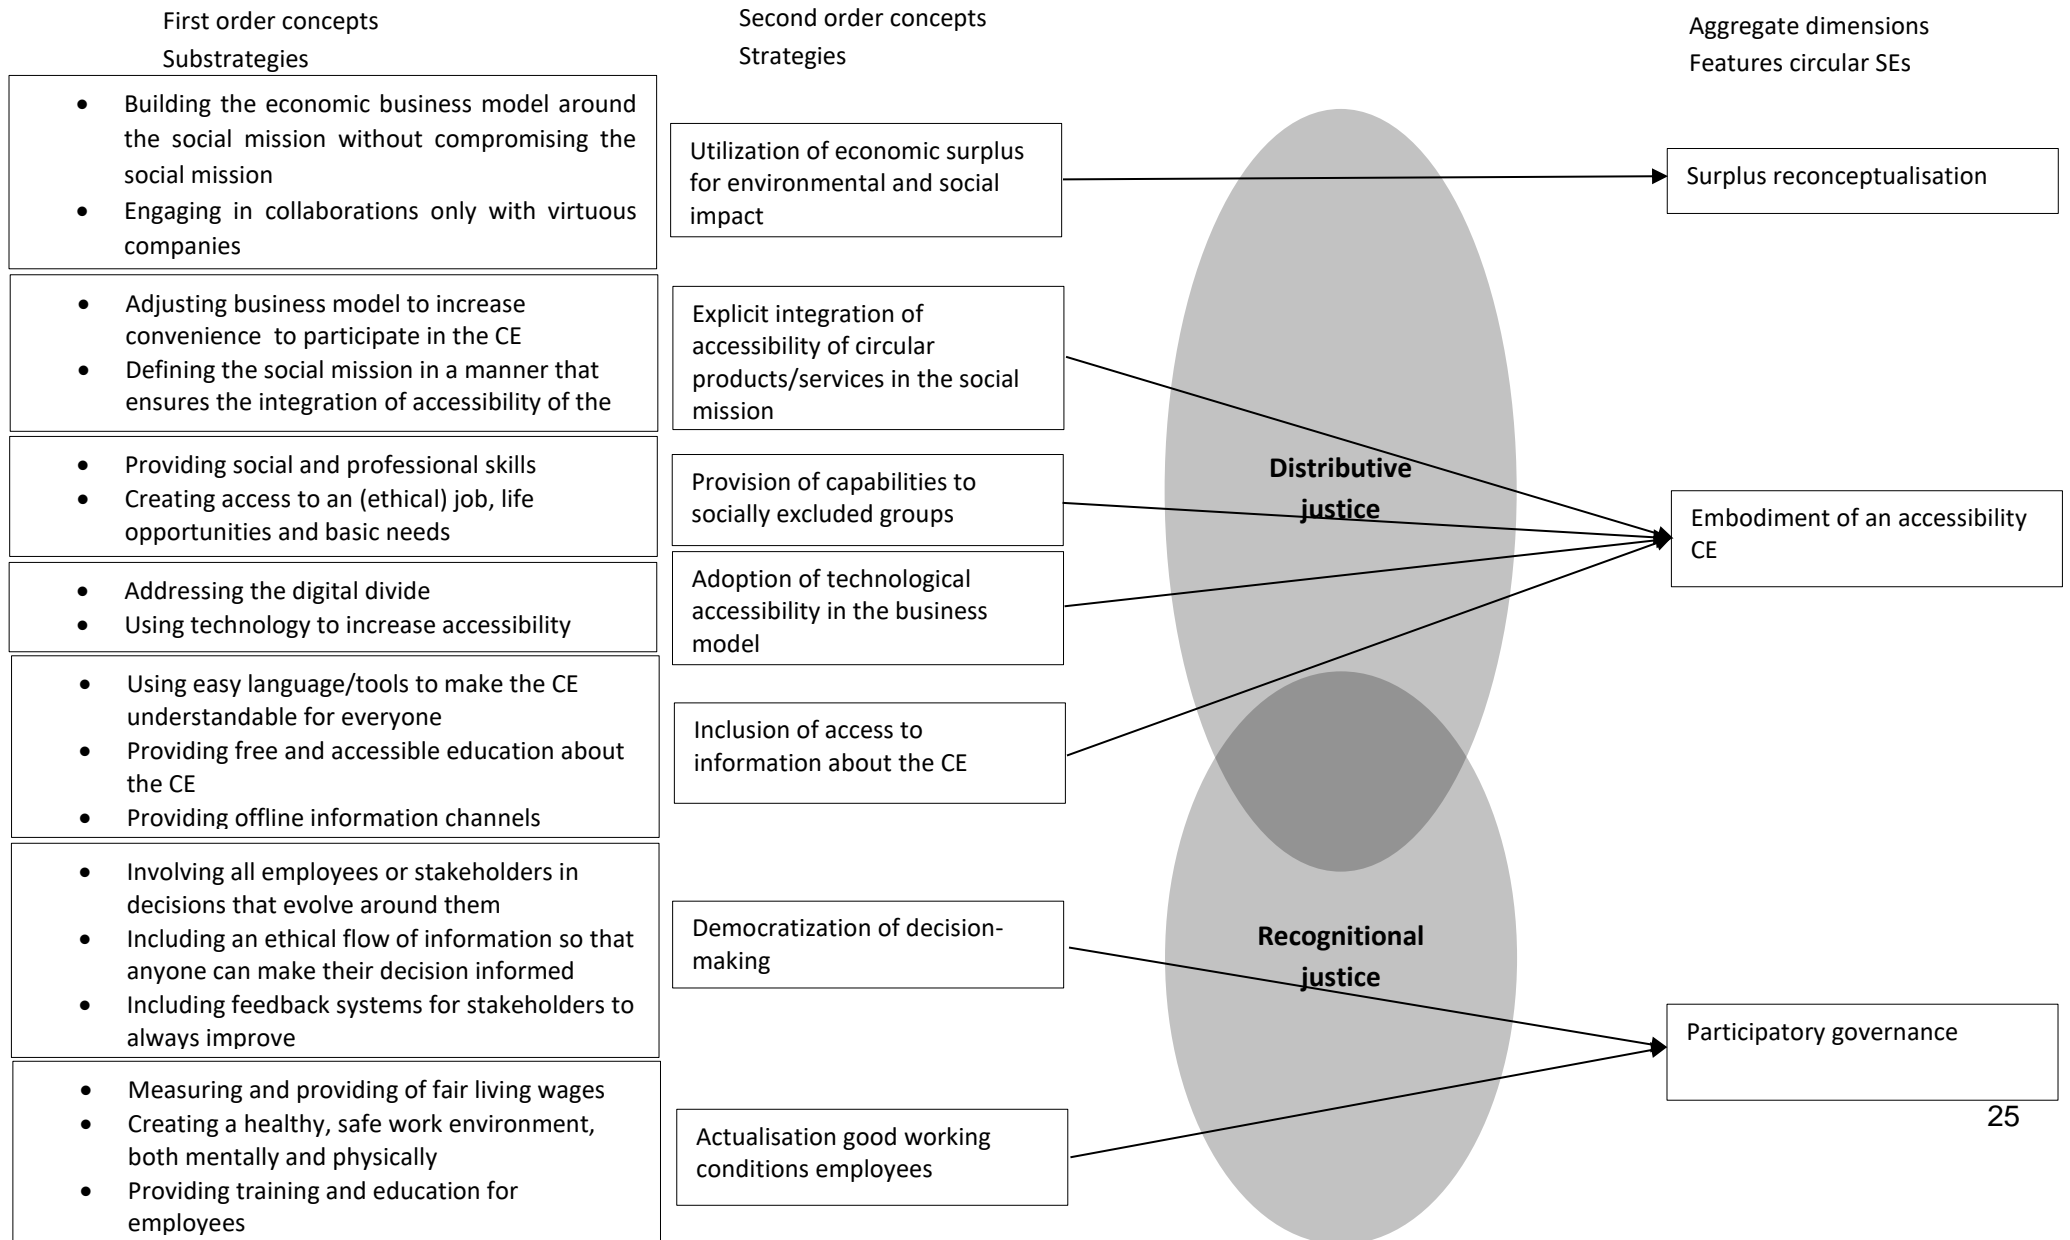 First order concepts
Substrategies
Second order concepts
Strategies
Aggregate dimensions
Features circular SEs
• Building the economic business model around
the social mission without compromising the
social mission
• Engaging in collaborations only with virtuous
companies
Utilization of economic surplus
for environmental and social
impact
Surplus reconceptualisation
• Adjusting business model to increase
convenience to participate in the CE
• Defining the social mission in a manner that
ensures the integration of accessibility of the
Explicit integration of
accessibility of circular
products/services in the social
mission
• Providing social and professional skills
• Creating access to an (ethical) job, life
opportunities and basic needs
Provision of capabilities to
socially excluded groups
Distributive
justice
Embodiment of an accessibility
CE
• Addressing the digital divide
• Using technology to increase accessibility
Adoption of technological
accessibility in the business
model
• Using easy language/tools to make the CE
understandable for everyone
• Providing free and accessible education about
the CE
• Providing offline information channels
Inclusion of access to
information about the CE
• Involving all employees or stakeholders in
decisions that evolve around them
• Including an ethical flow of information so that
anyone can make their decision informed
• Including feedback systems for stakeholders to
always improve
Democratization of decision-
making
Recognitional
justice
Participatory governance
• Measuring and providing of fair living wages
• Creating a healthy, safe work environment,
both mentally and physically
• Providing training and education for
employees
Actualisation good working
conditions employees
25